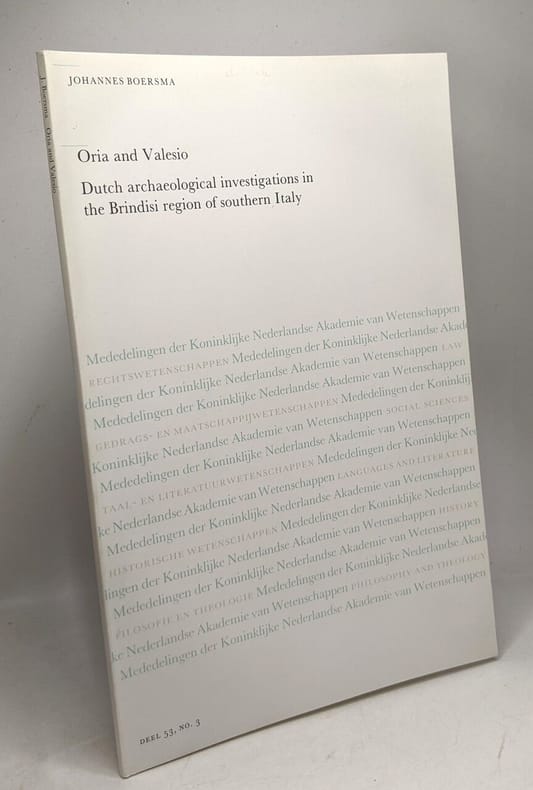 J. Boersma Oria and Valesio
JOHANNES BOERSMA
Oria and Valesio
Dutch archaeological investigations in
the Brindisi region of southern Italy
Mededelingen der Koninklijke Nederlandse Akademie van Wetenschappen
RECHTSWETENSCHAPPEN Mededelingen der Koninklijke Nederlandse Akad
delingen der Koninklijke Nederlandse Akademie van Wetenschappen LAW
Mededelingen der Koninklijke Nederlandse Akademie van Wetenschappen
GEDRAGS- EN MAATSCHAPPIJWETENSCHAPPEN Mededelingen der Koninklij
Koninklijke Nederlandse Akademie van Wetenschappen SOCIAL SCIENCES
Mededelingen der Koninklijke Nederlandse Akademie van Wetenschappen
TAAL- EN LITERATUURWETENSCHAPPEN Mededelingen der Koninklijke Ne
ke Nederlandse Akademie van Wetenschappen LANGUAGES AND LITERATURE
Mededelingen der Koninklijke Nederlandse Akademie van Wetenschappen
HISTORISCHE WETENSCHAPPEN Mededelingen der Koninklijke Nederlandse
lingen der Koninklijke Nederlandse Akademie van Wetenschappen HISTORY
Mededelingen der Koninklijke Nederlandse Akademie van Wetenschappen
FILOSOFIE EN THEOLOGIE Mededelingen der Koninklijke Nederlandse Akad
ke Nederlandse Akademie van Wetenschappen PHILOSOPHY AND THEOLOGY
Mededelingen der Koninklijke Nederlandse Akademie van Wetenschappen
DEEL 53, NO. 3